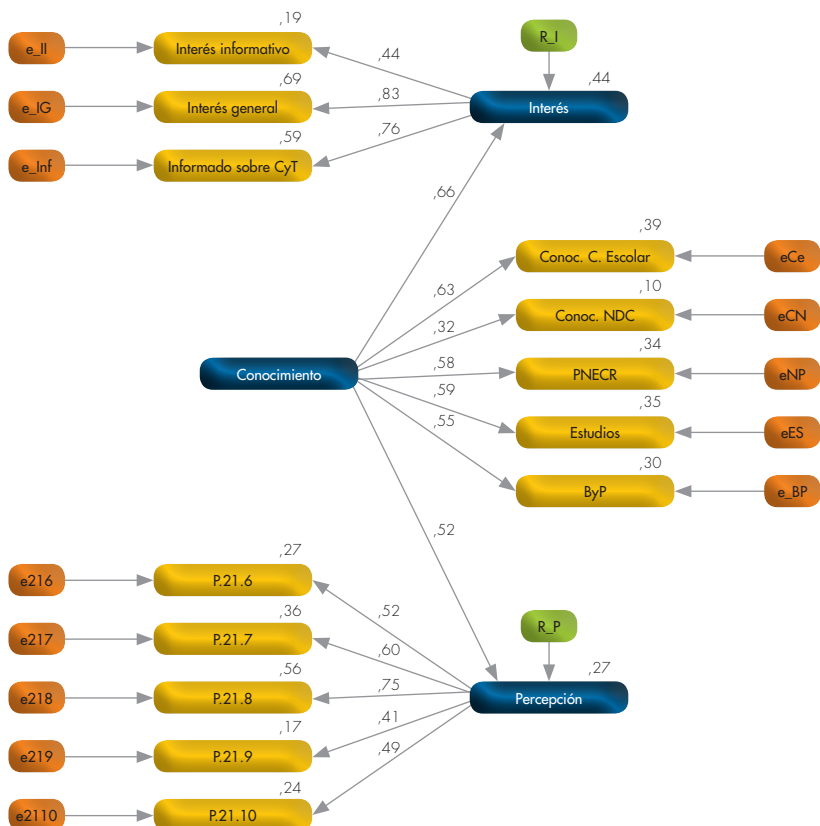 ,19
R_I
e_II
Interés informativo
,44
,44
,69
e_IG
Interés general
,83
Interés
,59
,76
e_Inf
Informado sobre CyT
,66
,39
Conoc. C. Escolar
eCe
,63
,10
Conoc. NDC
eCN
,32
,34
Conocimiento
,58
PNECR
eNP
,59
,35
,55
Estudios
eES
,30
ByP
e_BP
,52
,27
e216
P.21.6
,52
R_P
,36
e217
P.21.7
,60
,56
,27
e218
P.21.8
,75
Percepción
,17
,41
e219
P.21.9
,49
,24
e2110
P.21.10